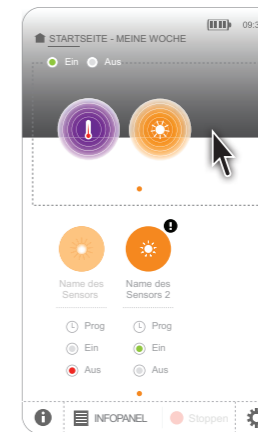 09:3
STARTSEITE - MEINE WOCHE
Ein Aus
!
Name des Sensors
Name des Sensors 2
Prog Prog
Ein Ein
Aus Aus
i INFOPANEL Stoppen